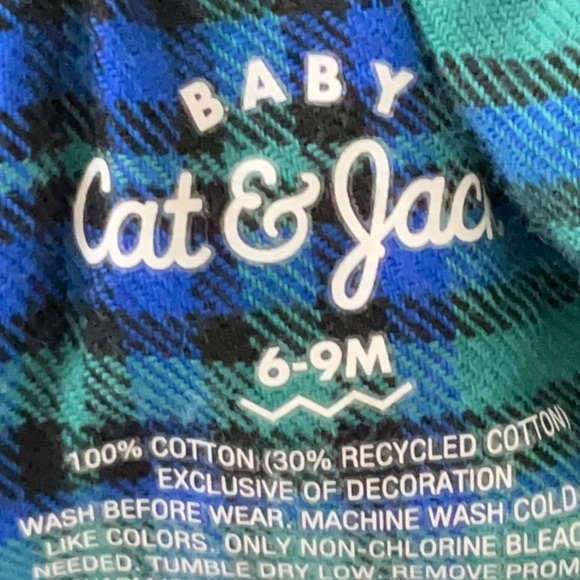 BABY
Cat & Jac
6-9M
100% COTTON (30% RECYCLED COTTON)
EXCLUSIVE OF DECORATION
WASH BEFORE WEAR. MACHINE WASH COLD
LIKE COLORS. ONLY NON-CHLORINE BLEAC
NEEDED. TUMBLE DRY LOW. REMOVE PROM